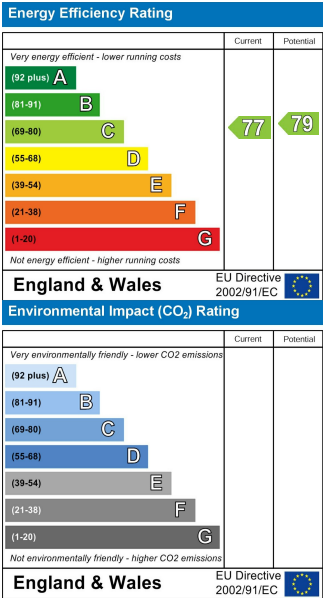 Energy Efficiency Rating
Current Potential
Very energy efficient - lower running costs
(92 plus) A
(81-91) B
(69-80) C
77 79
(55-68) D
(39-54) E
(21-38) F
(1-20) G
Not energy efficient - higher running costs
England & Wales
EU Directive
2002/91/EC
Environmental Impact (CO₂) Rating
Current Potential
Very environmentally friendly - lower CO2 emissions
(92 plus) A
(81-91) B
(69-80) C
(55-68) D
(39-54) E
(21-38) F
(1-20) G
Not environmentally friendly - higher CO2 emissions
England & Wales
EU Directive
2002/91/EC